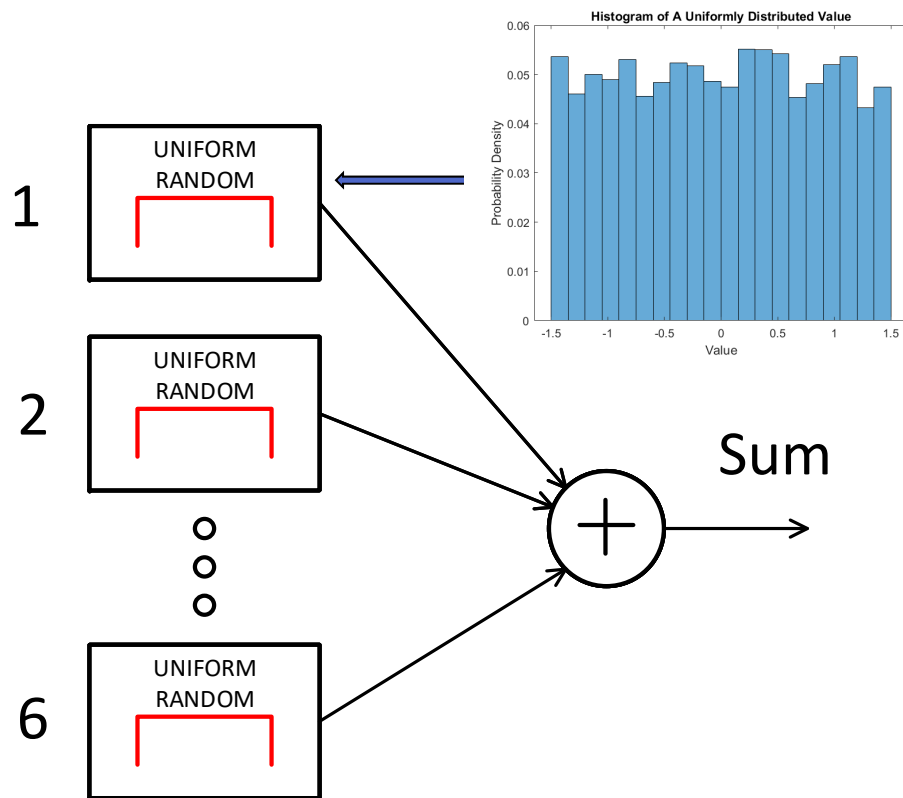 Histogram of A Uniformly Distributed Value
0.06
0.05
0.04
0.03
0.02
0.01
0
Probability Density
-1.5 -1 -0.5 0 0.5 1 1.5
Value
1
UNIFORM
RANDOM
2
UNIFORM
RANDOM
Sum
+
6
UNIFORM
RANDOM